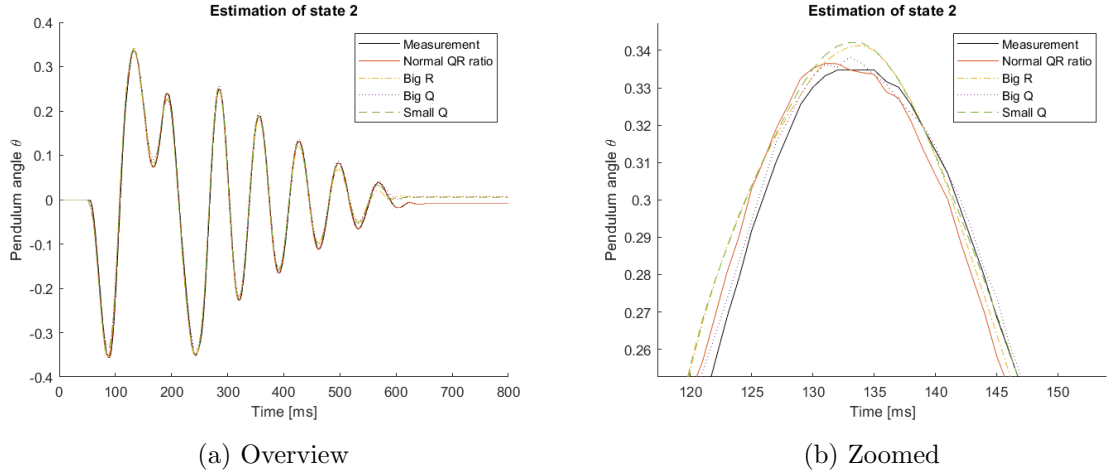 Estimation of state 2
0.4
0.3
0.2
0.1
0
-0.1
-0.2
-0.3
-0.4
Pendulum angle θ
0 100 200 300 400 500 600 700 800
Time [ms]
Measurement
Normal QR ratio
Big R
Big Q
Small Q
(a) Overview
Estimation of state 2
0.34
0.33
0.32
0.31
0.3
0.29
0.28
0.27
0.26
Pendulum angle θ
120 125 130 135 140 145 150
Time [ms]
Measurement
Normal QR ratio
Big R
Big Q
Small Q
(b) Zoomed